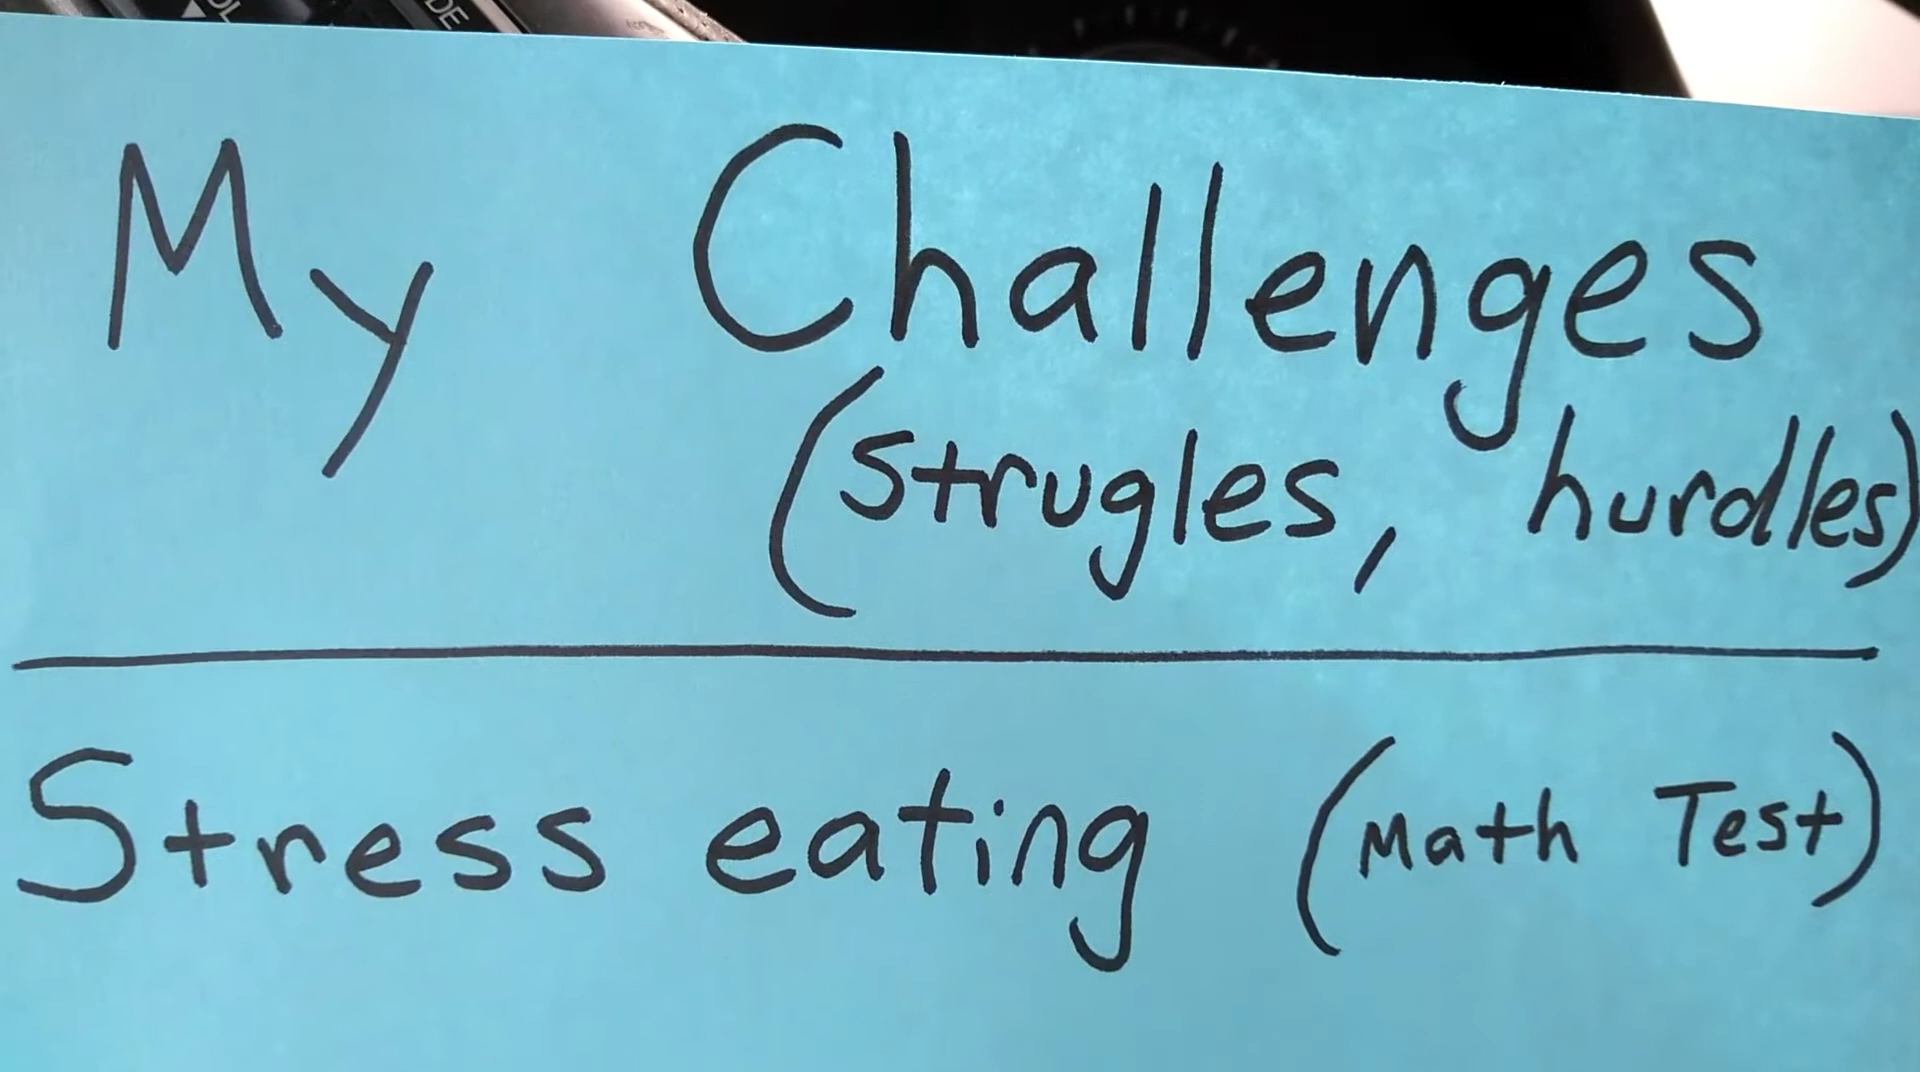 My Challenges
(strugles, hurdles)
Stress eating (Math Test)